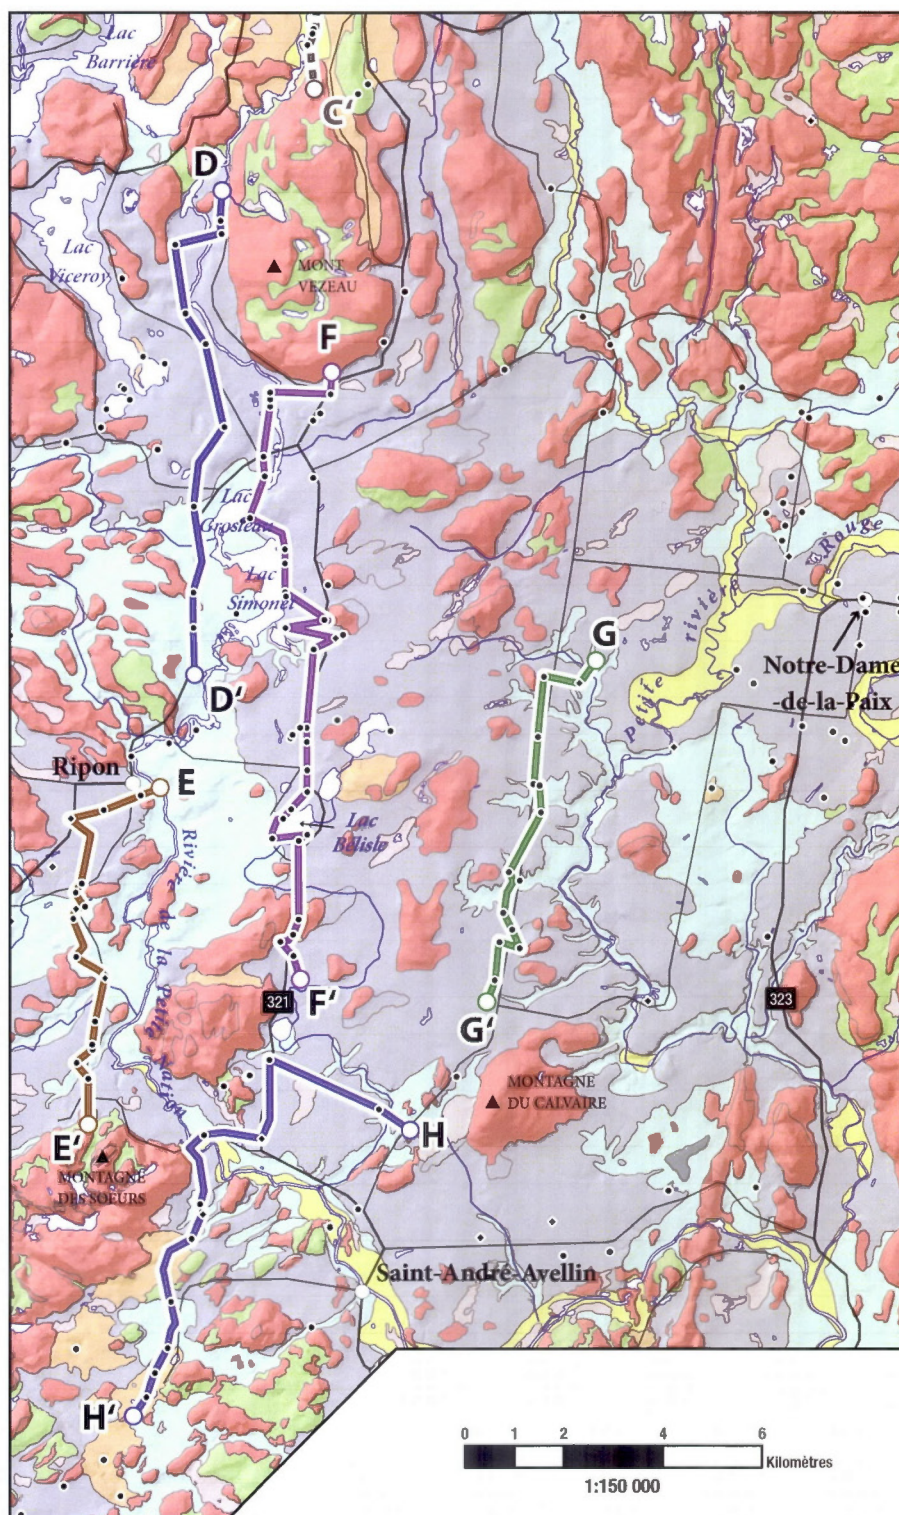 Lac
Barrière
C'
D
Lac
Viceroy
MONT
VÉZEAU
F
Lac
Grosleau
Rouge
Lac
Simonet
Petite rivière
G
Notre-Dame
-de-la-Paix
D'
Ripon
E
Lac
Bélisle
Rivière de la Petite Nation
321
F'
323
G'
MONTAGNE
DU CALVAIRE
H
E'
MONTAGNE
DES SOEURS
Saint-André-Avellin
H'
0 1 2 4 6
Kilomètres
1:150 000